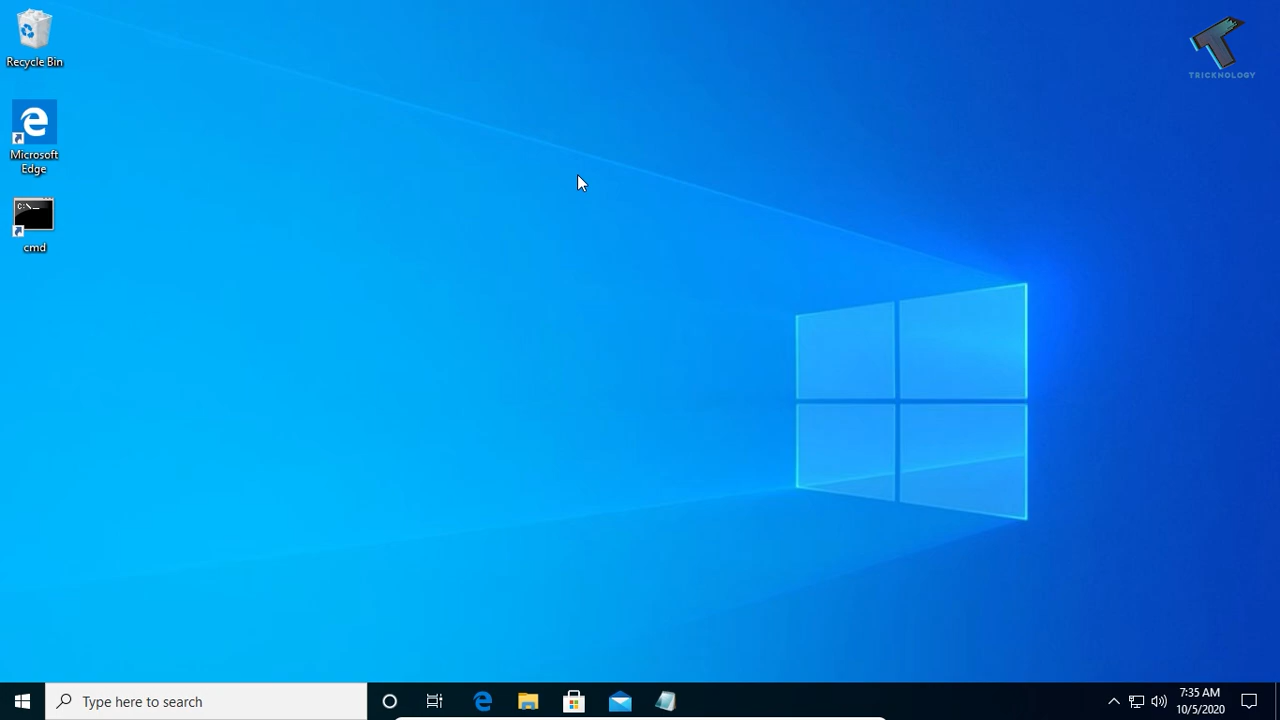 Recycle Bin
TRICKNOLOGY
Microsoft
Edge
C:\_
cmd
Type here to search
7:35 AM
10/5/2020